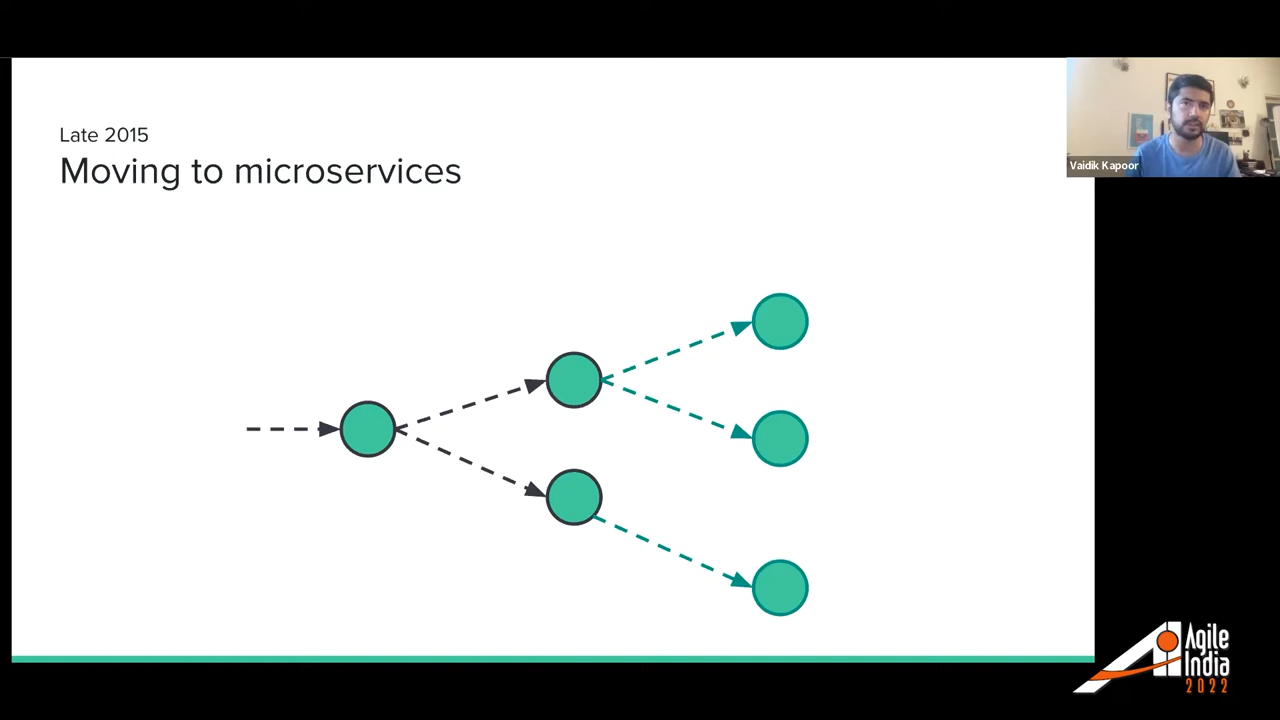 Late 2015
Moving to microservices
Vaidik Kapoor
Agile
India
2022